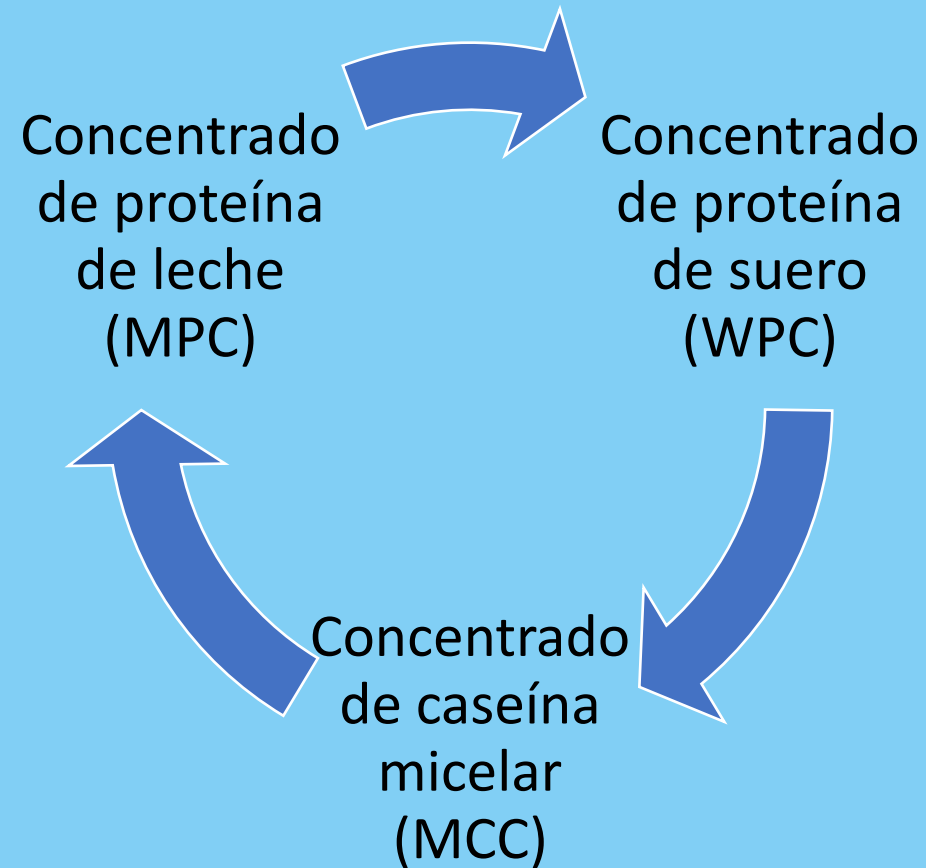 Concentrado
de proteína
de leche
(MPC)
Concentrado
de proteína
de suero
(WPC)
Concentrado
de caseína
micelar
(MCC)